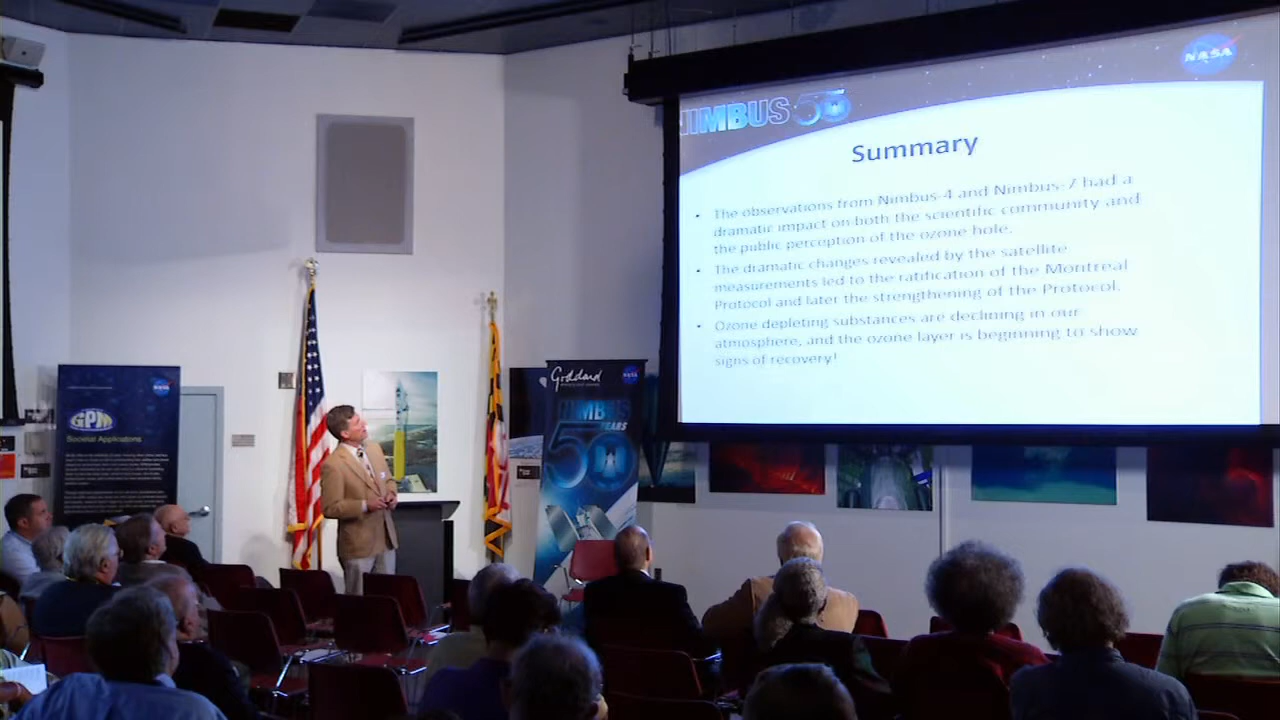 NASA
NIMBUS 50
Summary
• The observations from Nimbus-4 and Nimbus-7 had a
dramatic impact on both the scientific community and
the public perception of the ozone hole.
• The dramatic changes revealed by the satellite
measurements led to the ratification of the Montreal
Protocol and later the strengthening of the Protocol.
• Ozone depleting substances are declining in our
atmosphere, and the ozone layer is beginning to show
signs of recovery!
GPM
Societal Applications
Goddard
NIMBUS
50
YEARS